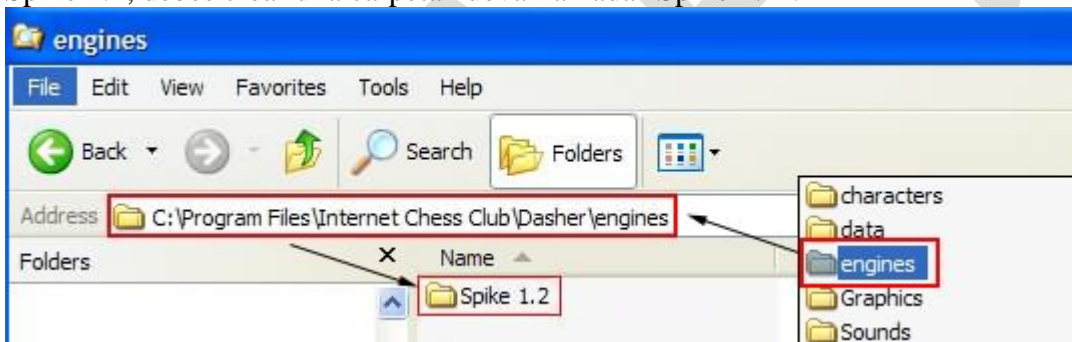 engines
File Edit View Favorites Tools Help
Back Search Folders
Address C:\Program Files\Internet Chess Club\Dasher\engines
Folders X Name
Spike 1.2
characters
data
engines
Graphics
Sounds